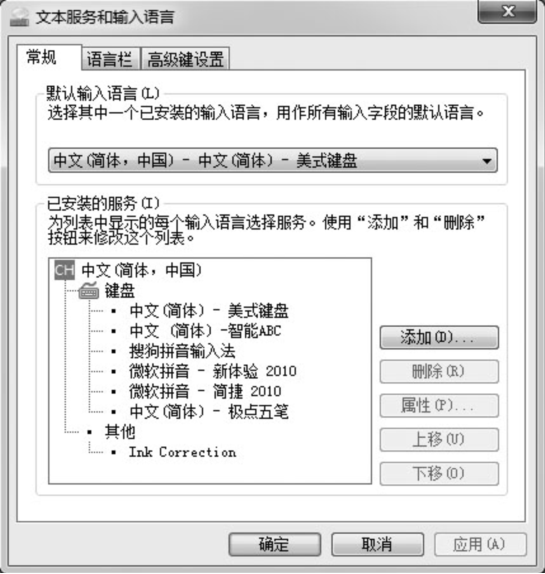 文本服务和输入语言
常规 语言栏 高级键设置
默认输入语言(L)
选择其中一个已安装的输入语言，用作所有输入字段的默认语言。
中文(简体，中国) - 中文(简体) - 美式键盘
已安装的服务(I)
为列表中显示的每个输入语言选择服务。使用“添加”和“删除”
按钮来修改这个列表。
CH 中文(简体，中国)
键盘
中文(简体) - 美式键盘
中文 (简体) -智能ABC
搜狗拼音输入法
微软拼音 - 新体验 2010
微软拼音 - 简捷 2010
中文(简体) - 极点五笔
其他
Ink Correction
添加(D)...
删除(R)
属性(P)...
上移(U)
下移(O)
确定 取消 应用(A)